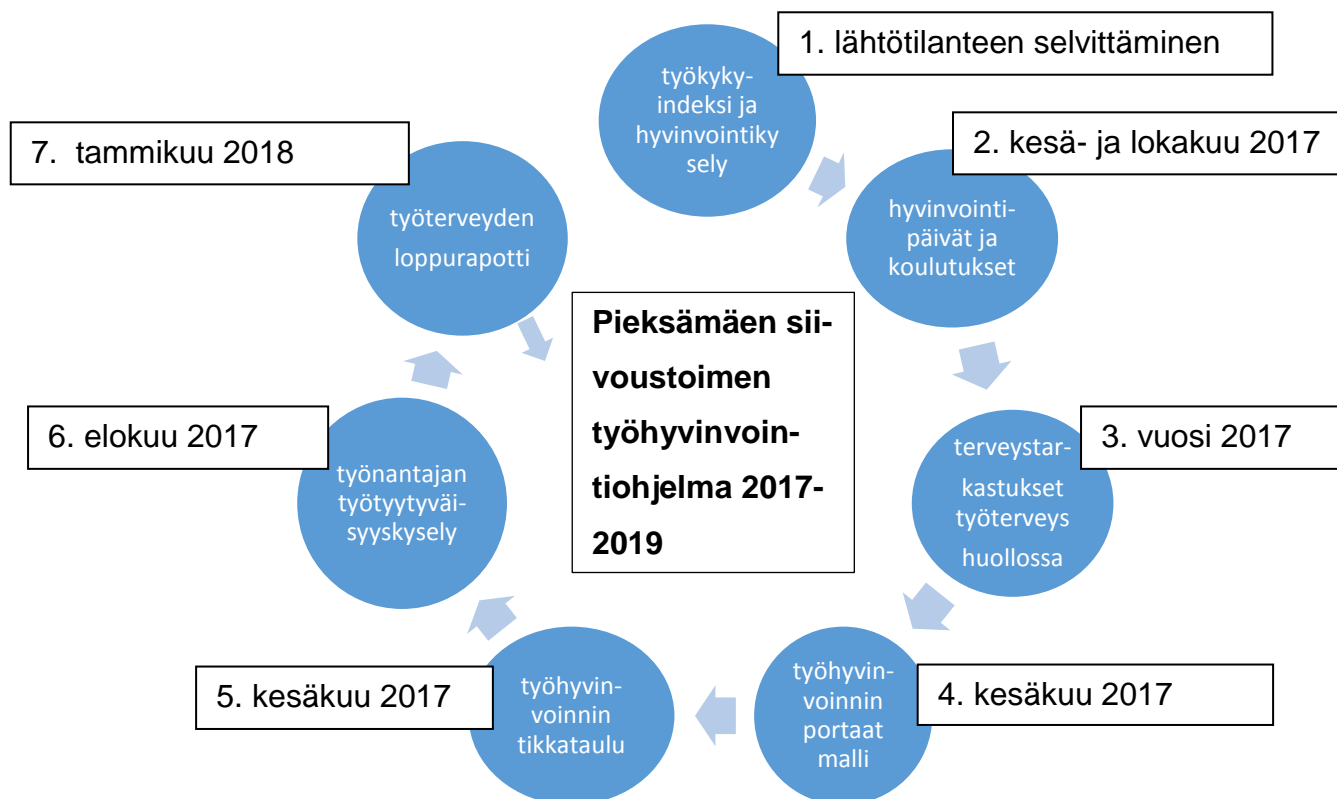 1. lähtötilanteen selvittäminen
työkyky-
indeksi ja
hyvinvointiky
sely
2. kesä- ja lokakuu 2017
hyvinvointi-
päivät ja
koulutukset
3. vuosi 2017
terveystar-
kastukset
työterveys
huollossa
4. kesäkuu 2017
työhyvin-
voinnin
portaat
malli
5. kesäkuu 2017
työhyvin-
voinnin
tikkataulu
6. elokuu 2017
työnantajan
työtyytyväi-
syyskysely
7. tammikuu 2018
työterveyden
loppurapotti
Pieksämäen sii-
voustoimen
työhyvinvoin-
tiohjelma 2017-
2019